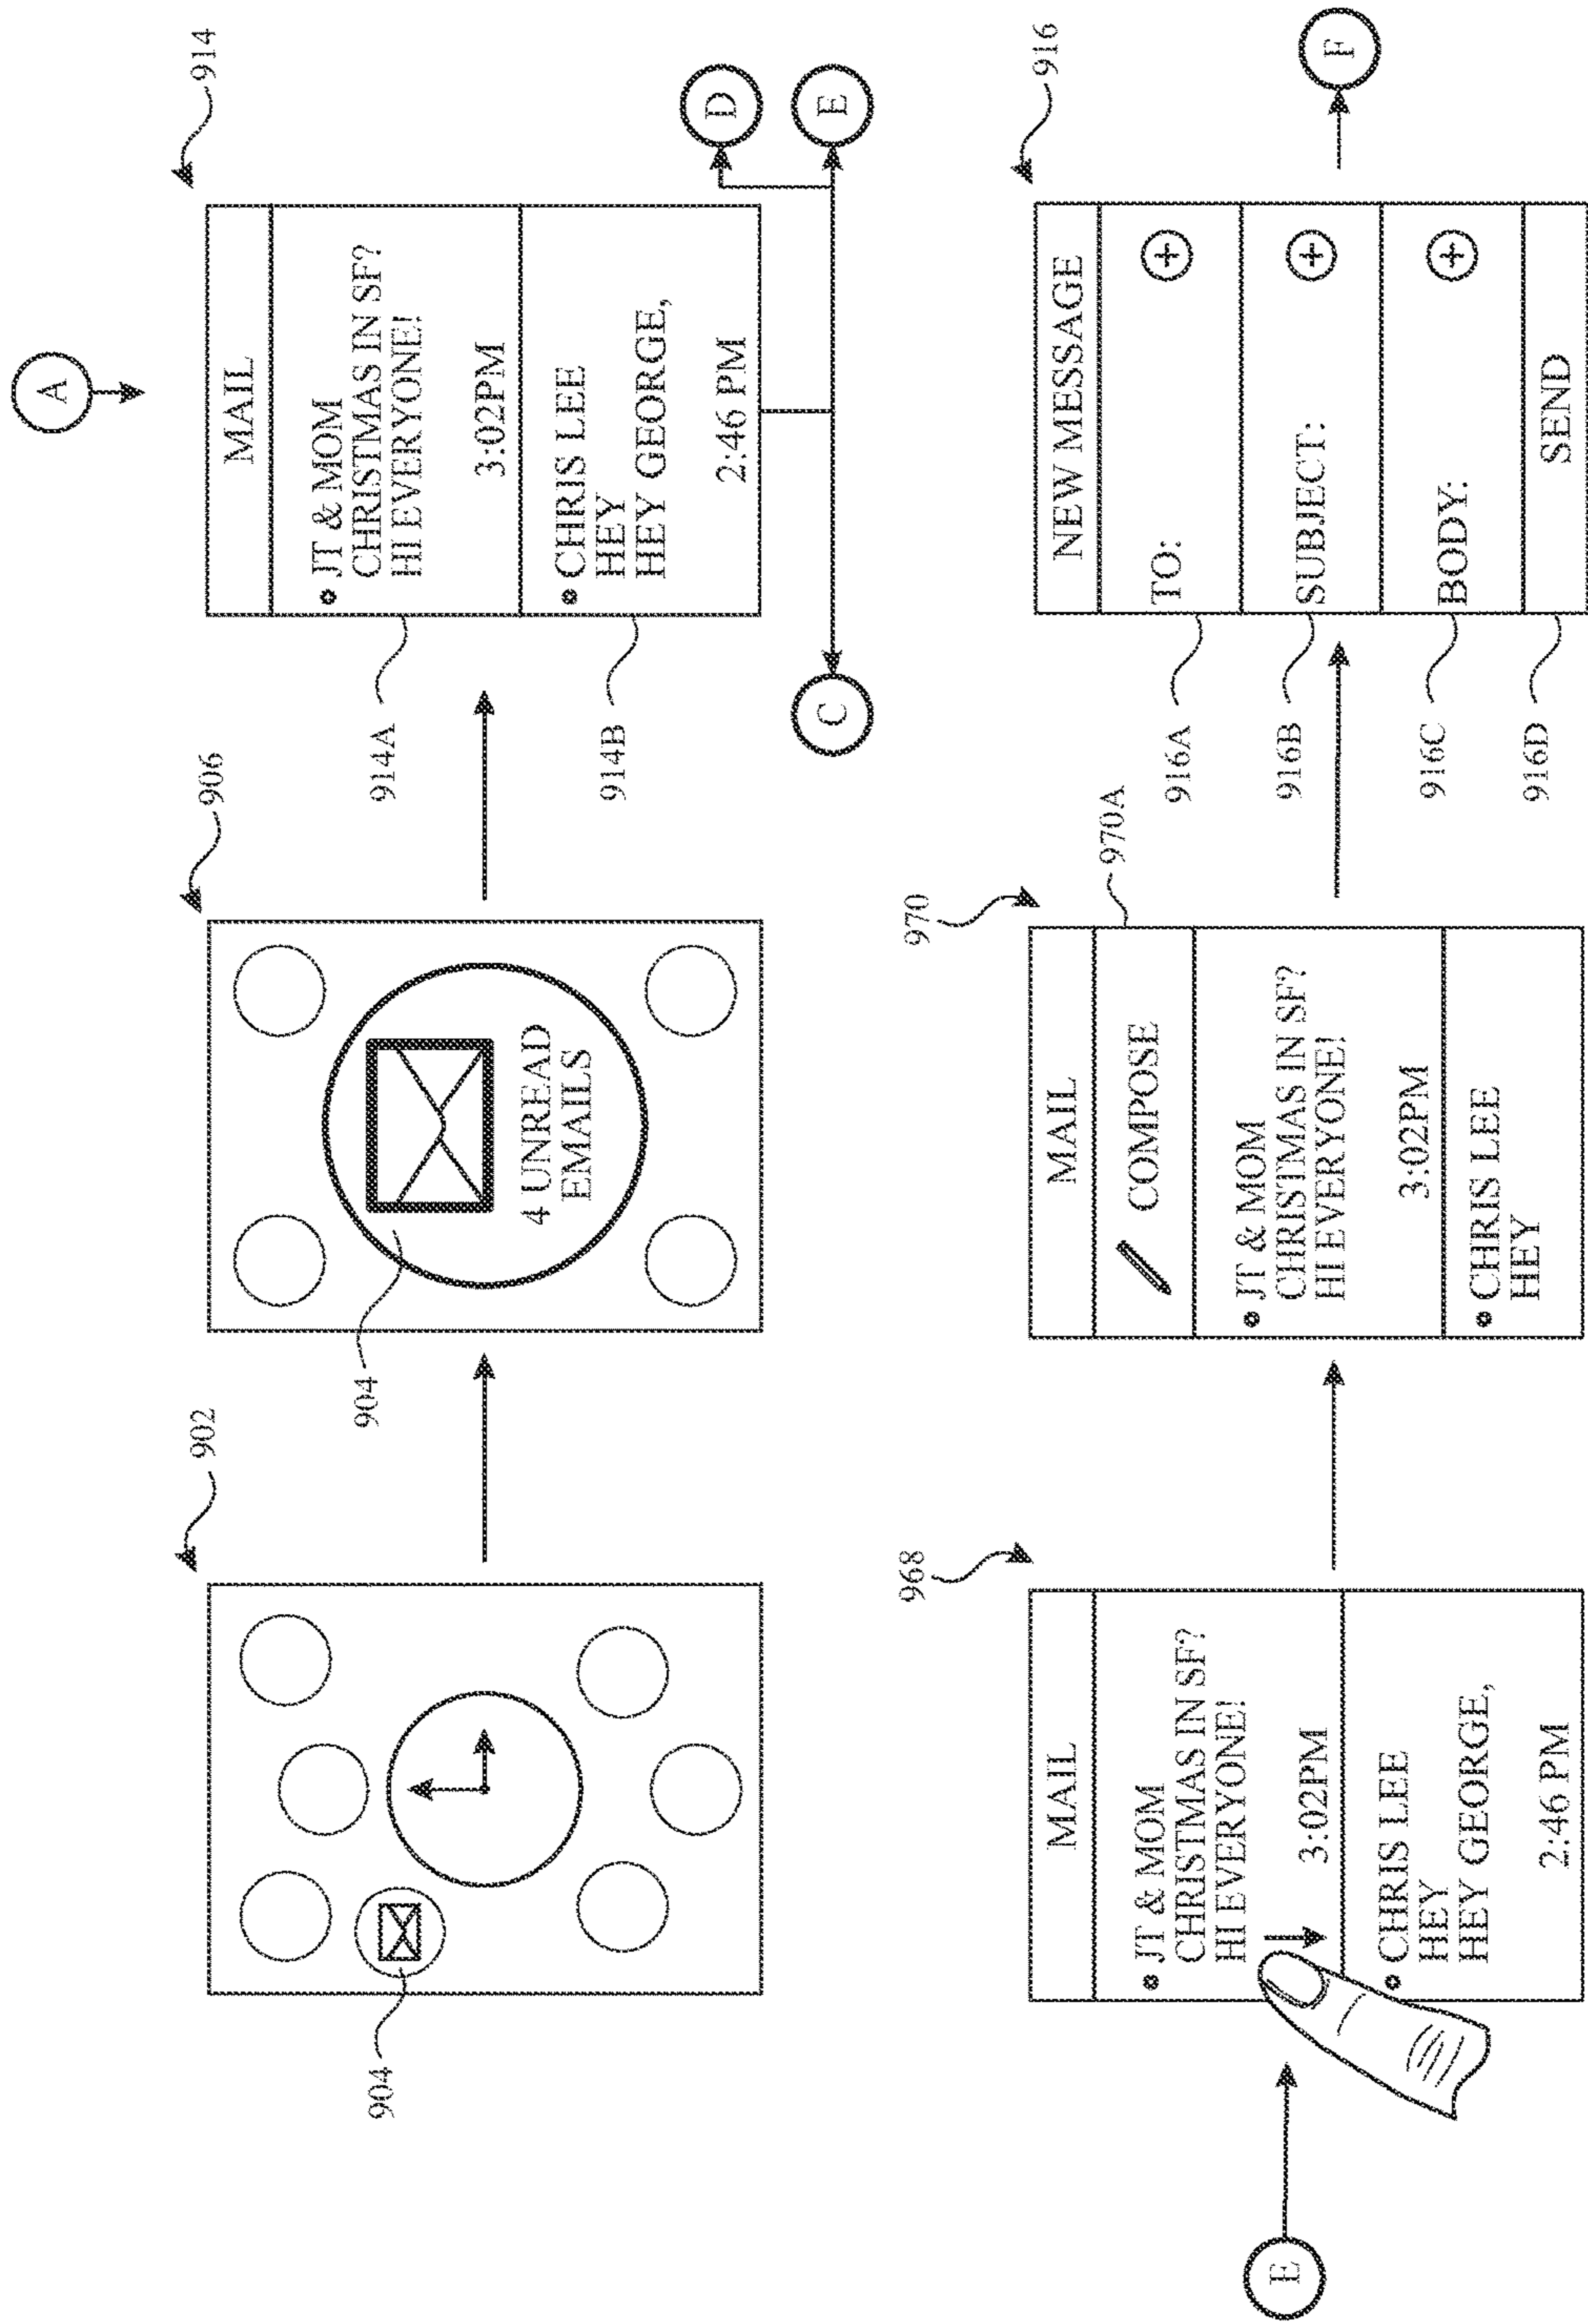 902
904
906
904
4 UNREAD
EMAILS
A
914
MAIL
JT & MOM
CHRISTMAS IN SF?
HI EVERYONE!
3:02PM
914A
CHRIS LEE
HEY
HEY GEORGE,
2:46 PM
914B
C
D
E
E
968
MAIL
JT & MOM
CHRISTMAS IN SF?
HI EVERYONE!
3:02PM
CHRIS LEE
HEY
HEY GEORGE,
2:46 PM
970
MAIL
970A
COMPOSE
JT & MOM
CHRISTMAS IN SF?
HI EVERYONE!
3:02PM
CHRIS LEE
HEY
916
NEW MESSAGE
TO:
916A
SUBJECT:
916B
BODY:
916C
SEND
916D
F